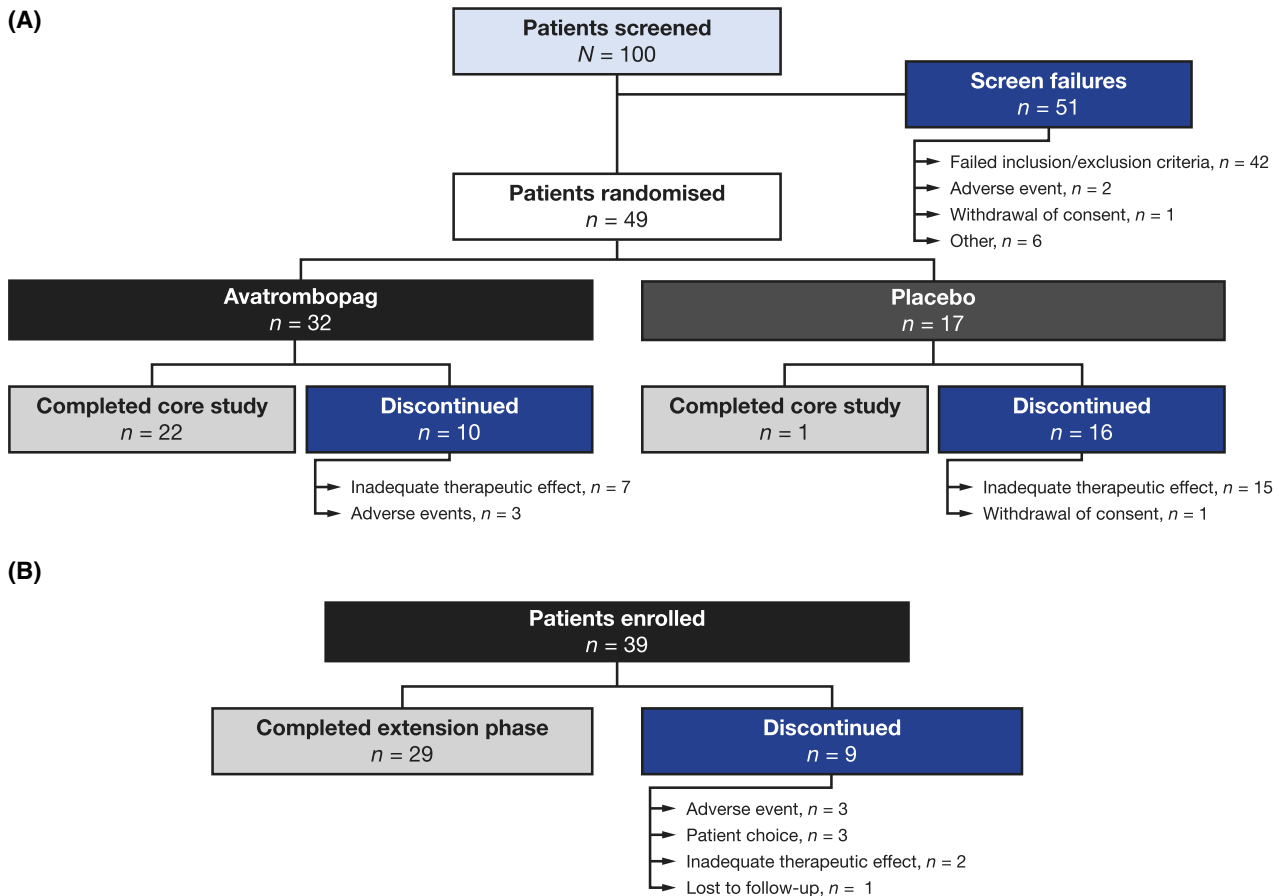 (A)
Patients screened
N = 100
Screen failures
n = 51
Failed inclusion/exclusion criteria, n = 42
Adverse event, n = 2
Withdrawal of consent, n = 1
Other, n = 6
Patients randomised
n = 49
Avatrombopag
n = 32
Placebo
n = 17
Completed core study
n = 22
Discontinued
n = 10
Inadequate therapeutic effect, n = 7
Adverse events, n = 3
Completed core study
n = 1
Discontinued
n = 16
Inadequate therapeutic effect, n = 15
Withdrawal of consent, n = 1
(B)
Patients enrolled
n = 39
Completed extension phase
n = 29
Discontinued
n = 9
Adverse event, n = 3
Patient choice, n = 3
Inadequate therapeutic effect, n = 2
Lost to follow-up, n = 1